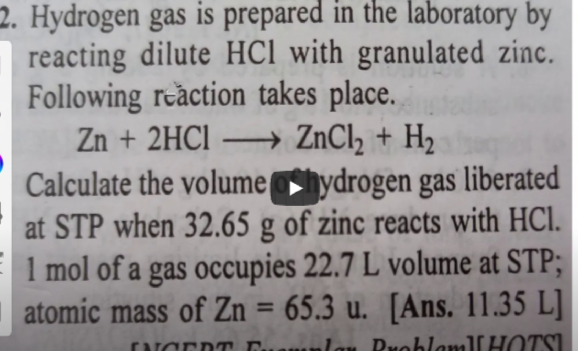 2. Hydrogen gas is prepared in the laboratory by
reacting dilute HCl with granulated zinc.
Following reaction takes place.
Zn + 2HCl ⟶ ZnCl₂ + H₂
Calculate the volume of hydrogen gas liberated
at STP when 32.65 g of zinc reacts with HCl.
1 mol of a gas occupies 22.7 L volume at STP;
atomic mass of Zn = 65.3 u. [Ans. 11.35 L]
[NCERT Exemplar Problem][HOTS]